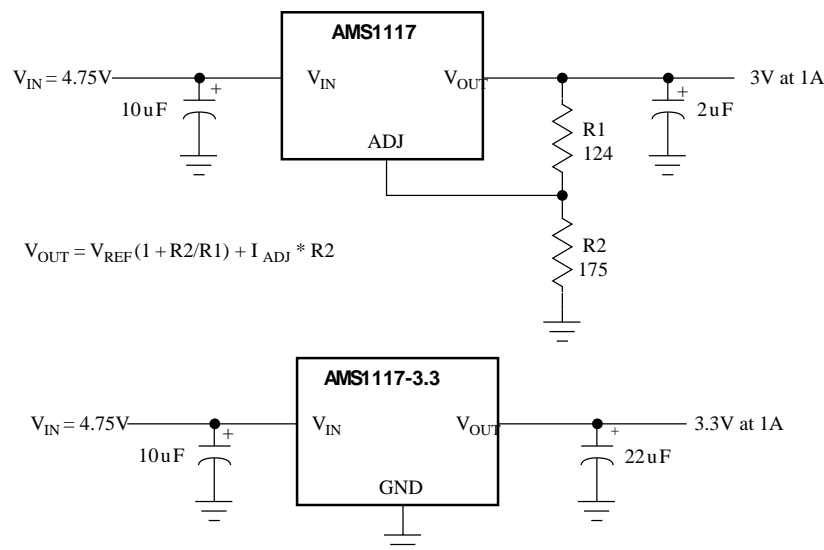 AMS1117
V_IN = 4.75V
V_IN
V_OUT
3V at 1A
10uF
+
ADJ
R1
124
+
2uF
V_OUT = V_REF(1 + R2/R1) + I_ADJ * R2
R2
175
AMS1117-3.3
V_IN = 4.75V
V_IN
V_OUT
3.3V at 1A
10uF
+
GND
+
22uF